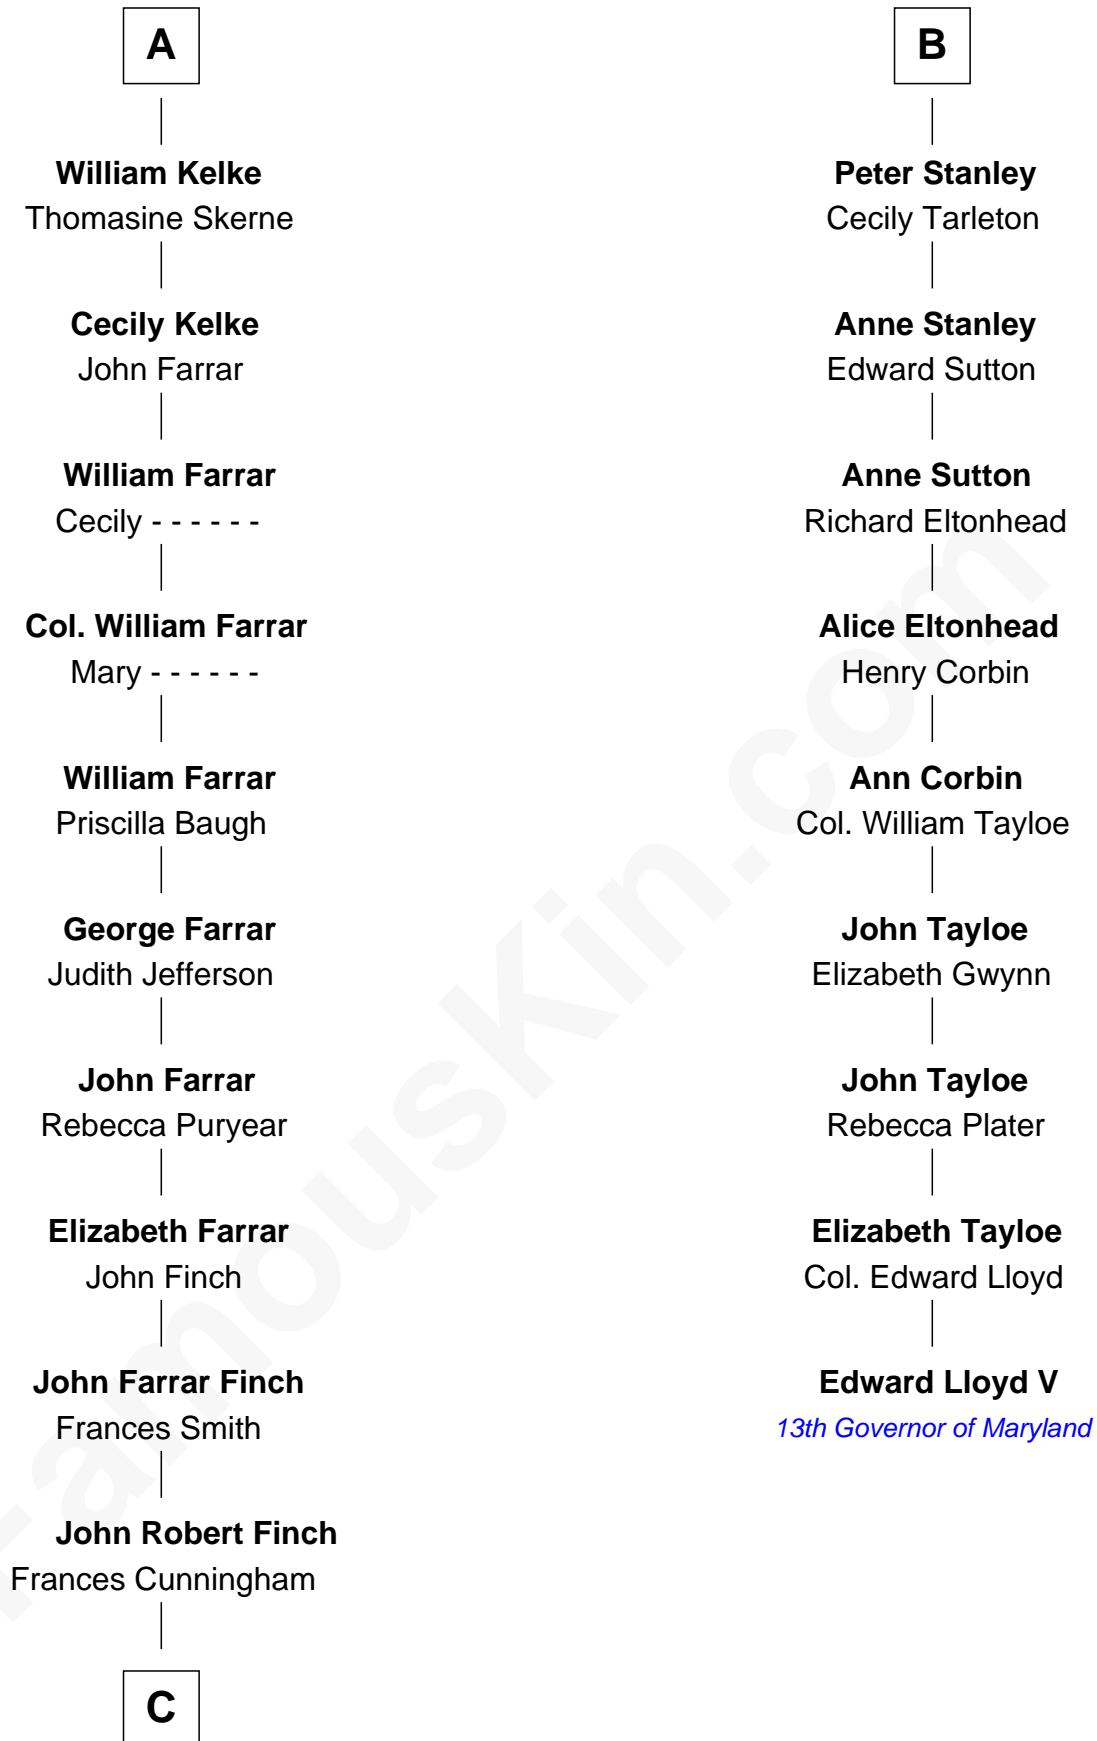 A
William Kelke
Thomasine Skerne
Cecily Kelke
John Farrar
William Farrar
Cecily - - - - - -
Col. William Farrar
Mary - - - - - -
William Farrar
Priscilla Baugh
George Farrar
Judith Jefferson
John Farrar
Rebecca Puryear
Elizabeth Farrar
John Finch
John Farrar Finch
Frances Smith
John Robert Finch
Frances Cunningham
C
B
Peter Stanley
Cecily Tarleton
Anne Stanley
Edward Sutton
Anne Sutton
Richard Eltonhead
Alice Eltonhead
Henry Corbin
Ann Corbin
Col. William Tayloe
John Tayloe
Elizabeth Gwynn
John Tayloe
Rebecca Plater
Elizabeth Tayloe
Col. Edward Lloyd
Edward Lloyd V
13th Governor of Maryland
FamousKin.com